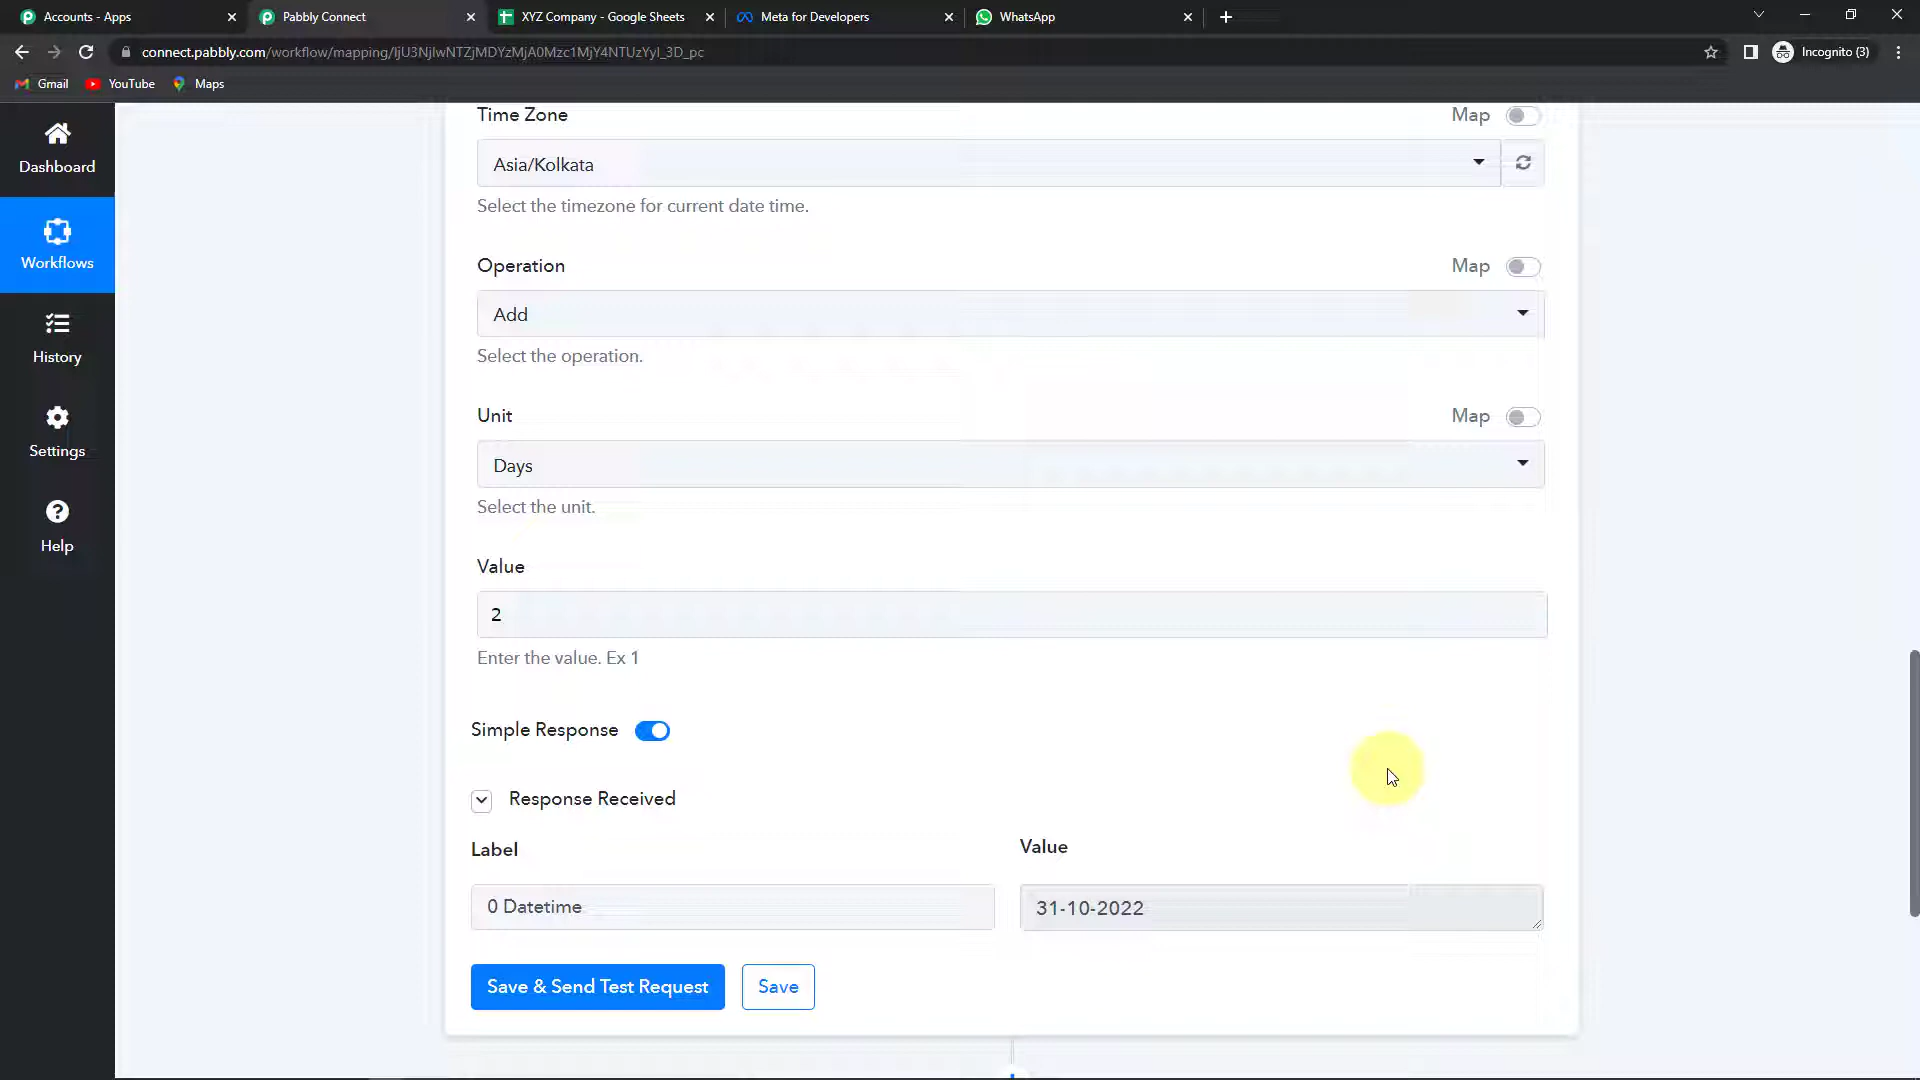 Accounts - Apps
Pabbly Connect
XYZ Company - Google Sheets
Meta for Developers
WhatsApp
connect.pabbly.com/workflow/mapping/IjU3NjIwNTZjMDYzMjA0Mzc1MjY4NTUzYyI_3D_pc
Incognito (3)
Gmail
YouTube
Maps
Dashboard
Workflows
History
Settings
Help
Time Zone
Map
Asia/Kolkata
Select the timezone for current date time.
Operation
Map
Add
Select the operation.
Unit
Map
Days
Select the unit.
Value
2
Enter the value. Ex 1
Simple Response
Response Received
Label
Value
0 Datetime
31-10-2022
Save & Send Test Request
Save